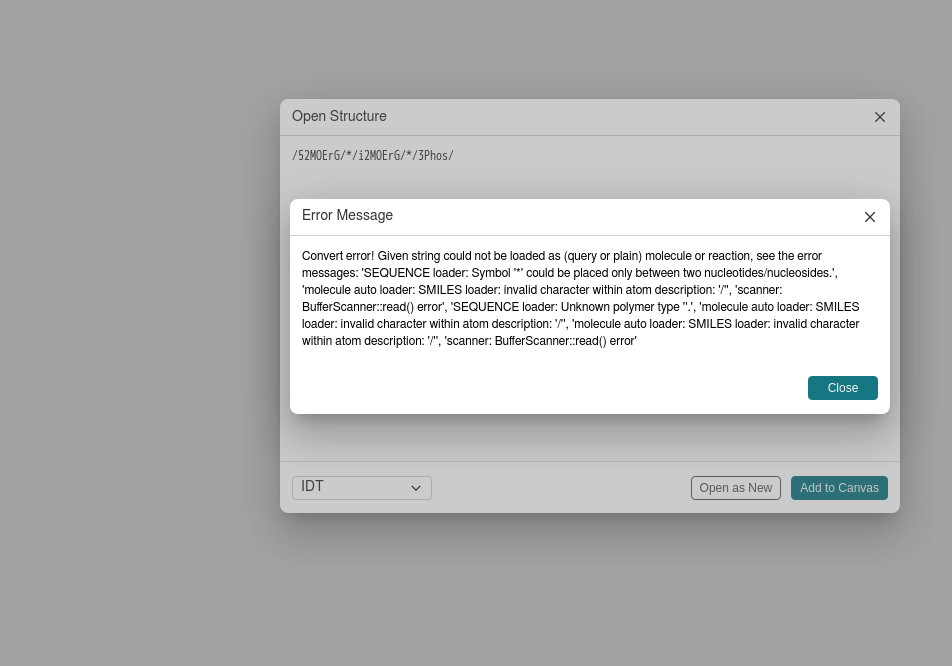 Open Structure
/52MOErG/*/i2MOErG/*/3Phos/
Error Message
Convert error! Given string could not be loaded as (query or plain) molecule or reaction, see the error
messages: 'SEQUENCE loader: Symbol '*' could be placed only between two nucleotides/nucleosides.',
'molecule auto loader: SMILES loader: invalid character within atom description: '/'', 'scanner:
BufferScanner::read() error', 'SEQUENCE loader: Unknown polymer type ''.', 'molecule auto loader: SMILES
loader: invalid character within atom description: '/'', 'molecule auto loader: SMILES loader: invalid character
within atom description: '/'', 'scanner: BufferScanner::read() error'
Close
IDT
Open as New
Add to Canvas